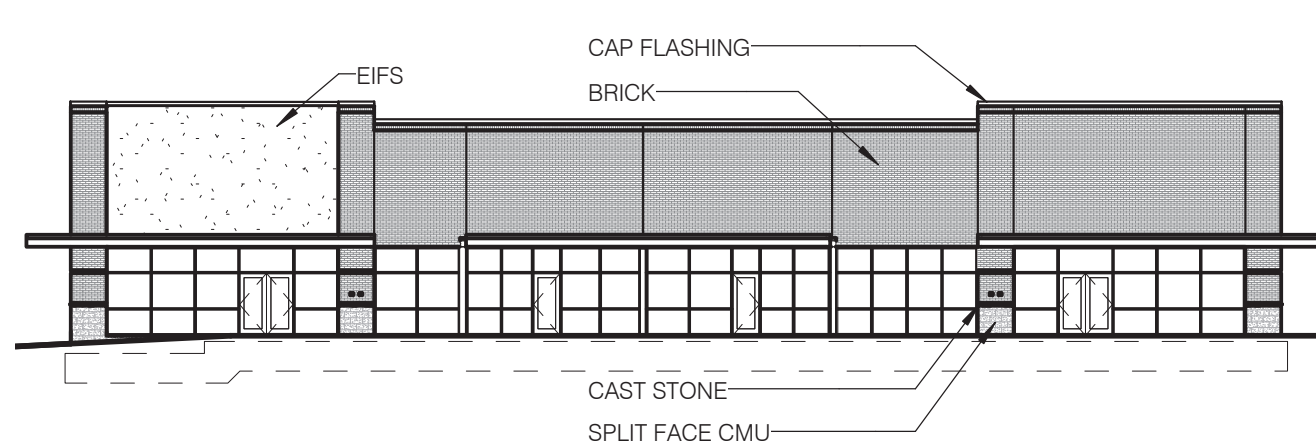 CAP FLASHING
EIFS
BRICK
CAST STONE
SPLIT FACE CMU